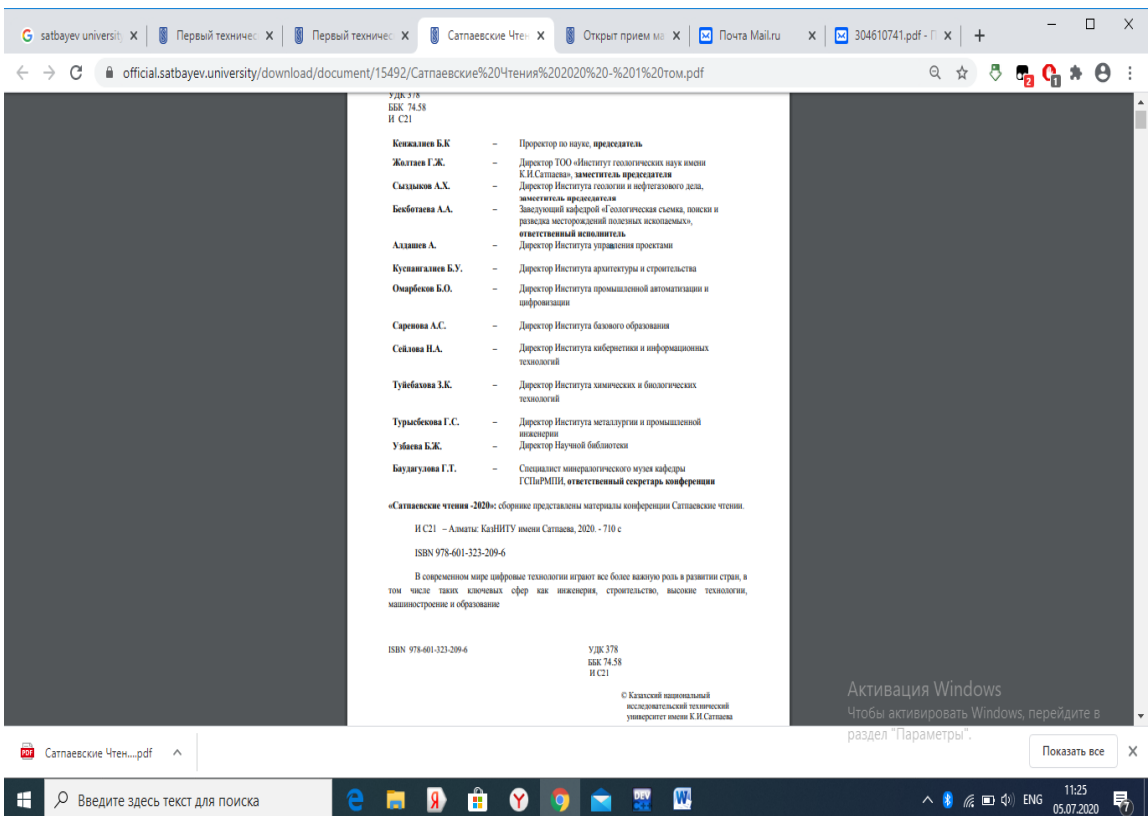 satbayev university
Первый техничес
Первый техничес
Сатпаевские Чтен
Открыт прием ма
Почта Mail.ru
304610741.pdf - П
official.satbayev.university/download/document/15492/Сатпаевские%20Чтения%202020%20-%201%20том.pdf
2
1
УДК 378
ББК 74.58
И С21
Кенжалиев Б.К – Проректор по науке, председатель
Жолтаев Г.Ж. – Директор ТОО «Институт геологических наук имени
К.И.Сатпаева», заместитель председателя
Сыздыков А.Х. – Директор Института геологии и нефтегазового дела,
заместитель председателя
Бекботаева А.А. – Заведующий кафедрой «Геологическая съемка, поиски и
разведка месторождений полезных ископаемых»,
ответственный исполнитель
Алдашев А. – Директор Института управления проектами
Куспангалиев Б.У. – Директор Института архитектуры и строительства
Омарбеков Б.О. – Директор Института промышленной автоматизации и
цифровизации
Саренова А.С. – Директор Института базового образования
Сейлова Н.А. – Директор Института кибернетики и информационных
технологий
Туйебахова З.К. – Директор Института химических и биологических
технологий
Турысбекова Г.С. – Директор Института металлургии и промышленной
инженерии
Узбаева Б.Ж. – Директор Научной библиотеки
Баудагулова Г.Т. – Специалист минералогического музея кафедры
ГСПиРМПИ, ответственный секретарь конференции
«Сатпаевские чтения -2020»: сборнике представлены материалы конференции Сатпаевские чтении.
И С21 – Алматы: КазНИТУ имени Сатпаева, 2020. - 710 с
ISBN 978-601-323-209-6
В современном мире цифровые технологии играют все более важную роль в развитии стран, в
том числе таких ключевых сфер как инженерия, строительство, высокие технологии,
машиностроение и образование
ISBN 978-601-323-209-6
УДК 378
ББК 74.58
И С21
© Казахский национальный
исследовательский технический
университет имени К.И.Сатпаева
Активация Windows
Чтобы активировать Windows, перейдите в
раздел "Параметры".
Сатпаевские Чтен....pdf
Показать все
Введите здесь текст для поиска
DEV
ENG
11:25
05.07.2020
7